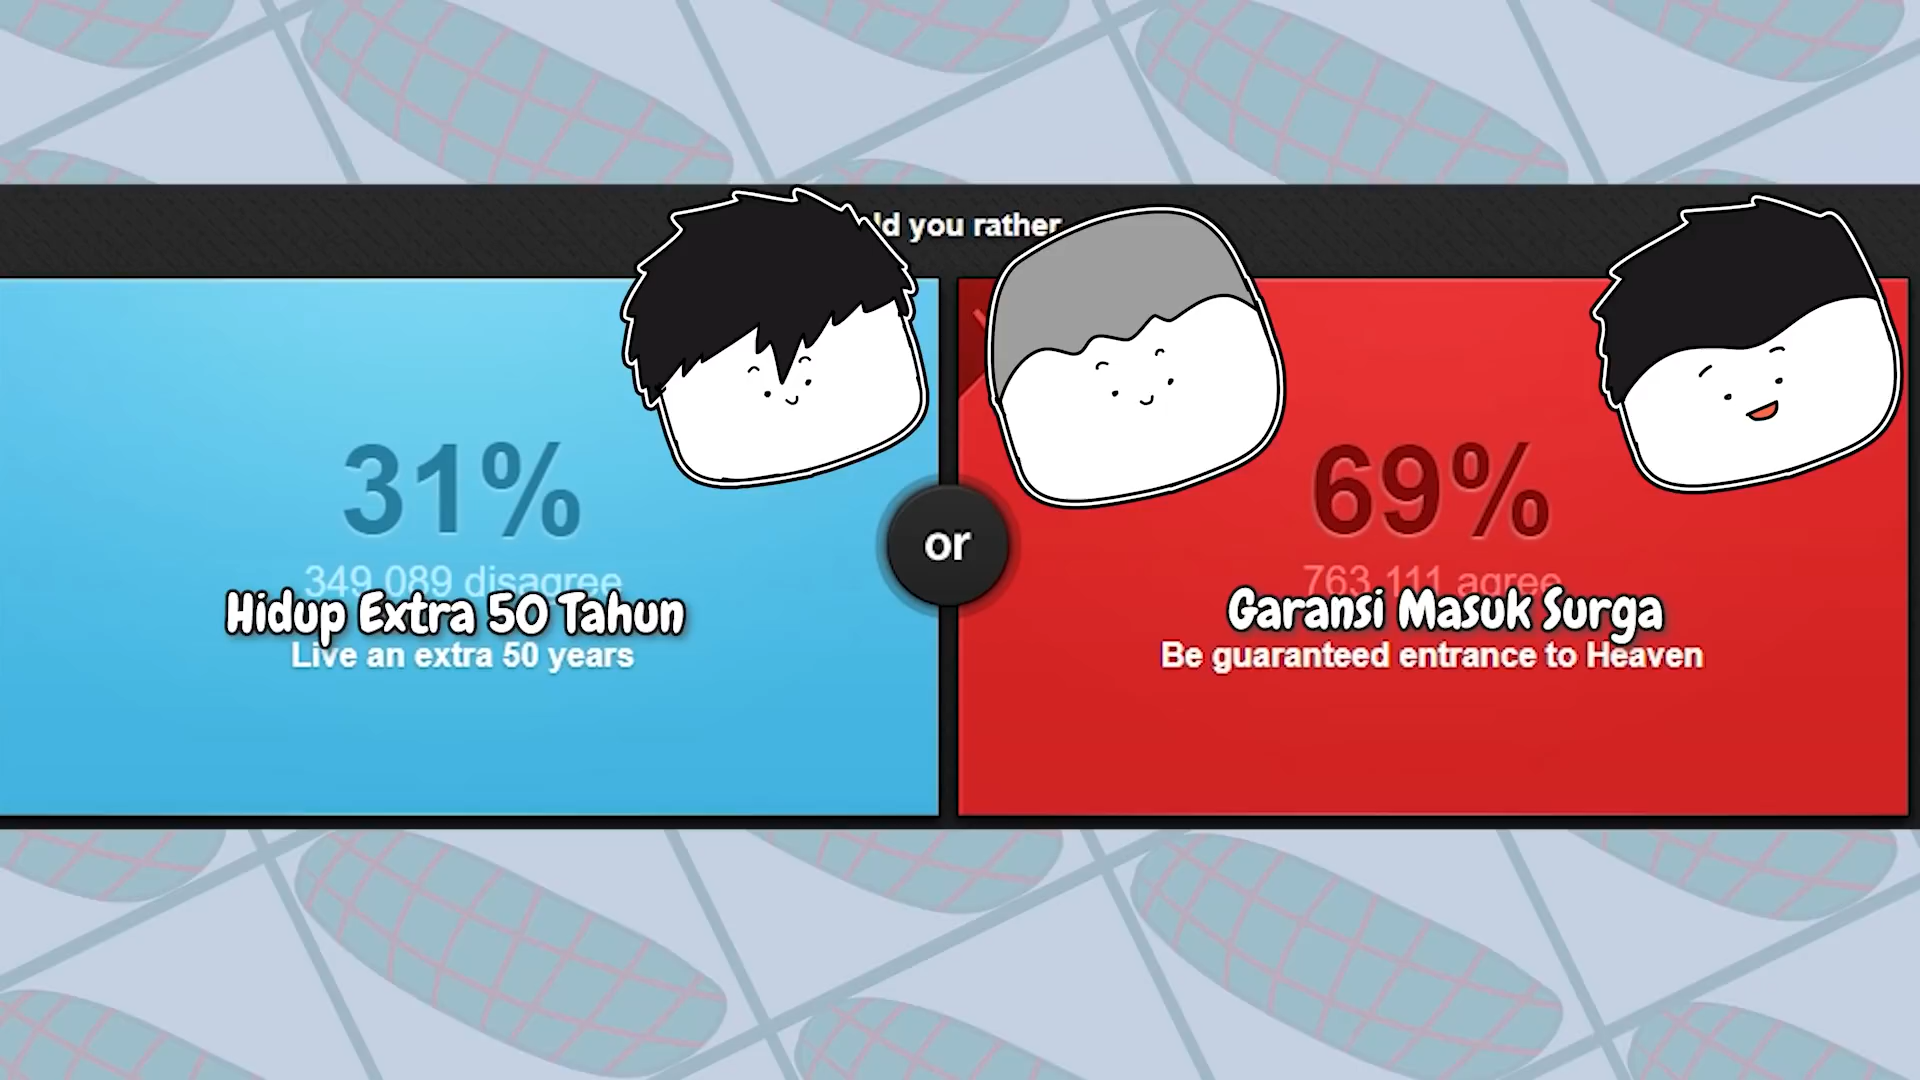 you rather
31%
349,089 disagree
Hidup Extra 50 Tahun
Live an extra 50 years
or
69%
763,111 agree
Garansi Masuk Surga
Be guaranteed entrance to Heaven